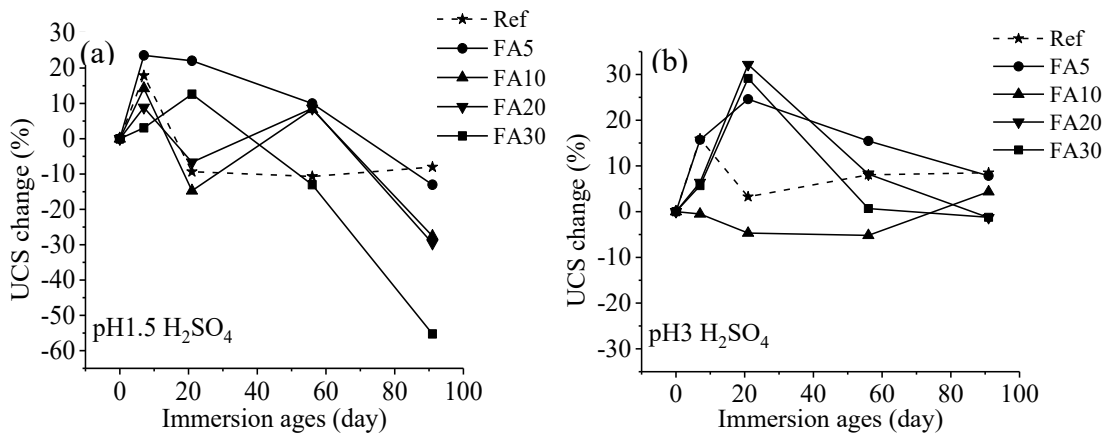 (a)
UCS change (%)
30
20
10
0
-10
-20
-30
-40
-50
-60
pH1.5 H₂SO₄
0 20 40 60 80 100
Immersion ages (day)
Ref
FA5
FA10
FA20
FA30
(b)
UCS change (%)
30
20
10
0
-10
-20
-30
pH3 H₂SO₄
0 20 40 60 80 100
Immersion ages (day)
Ref
FA5
FA10
FA20
FA30